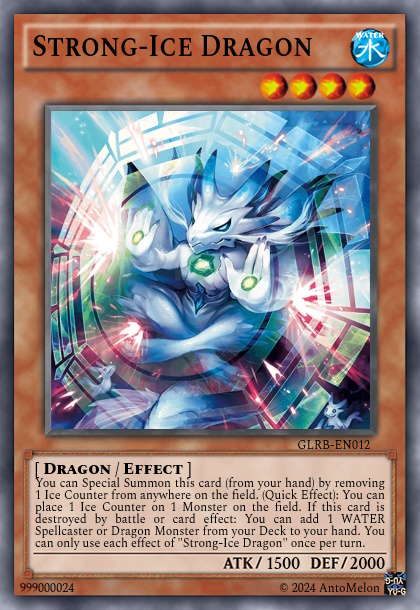 STRONG-ICE DRAGON
WATER
水
GLRB-EN012
[ DRAGON / EFFECT ]
You can Special Summon this card (from your hand) by removing
1 Ice Counter from anywhere on the field. (Quick Effect): You can
place 1 Ice Counter on 1 Monster on the field. If this card is
destroyed by battle or card effect: You can add 1 WATER
Spellcaster or Dragon Monster from your Deck to your Hand. You
can only use each effect of "Strong-Ice Dragon" once per turn.
ATK / 1500 DEF / 2000
999000024
© 2024 AntoMelon
YU-G